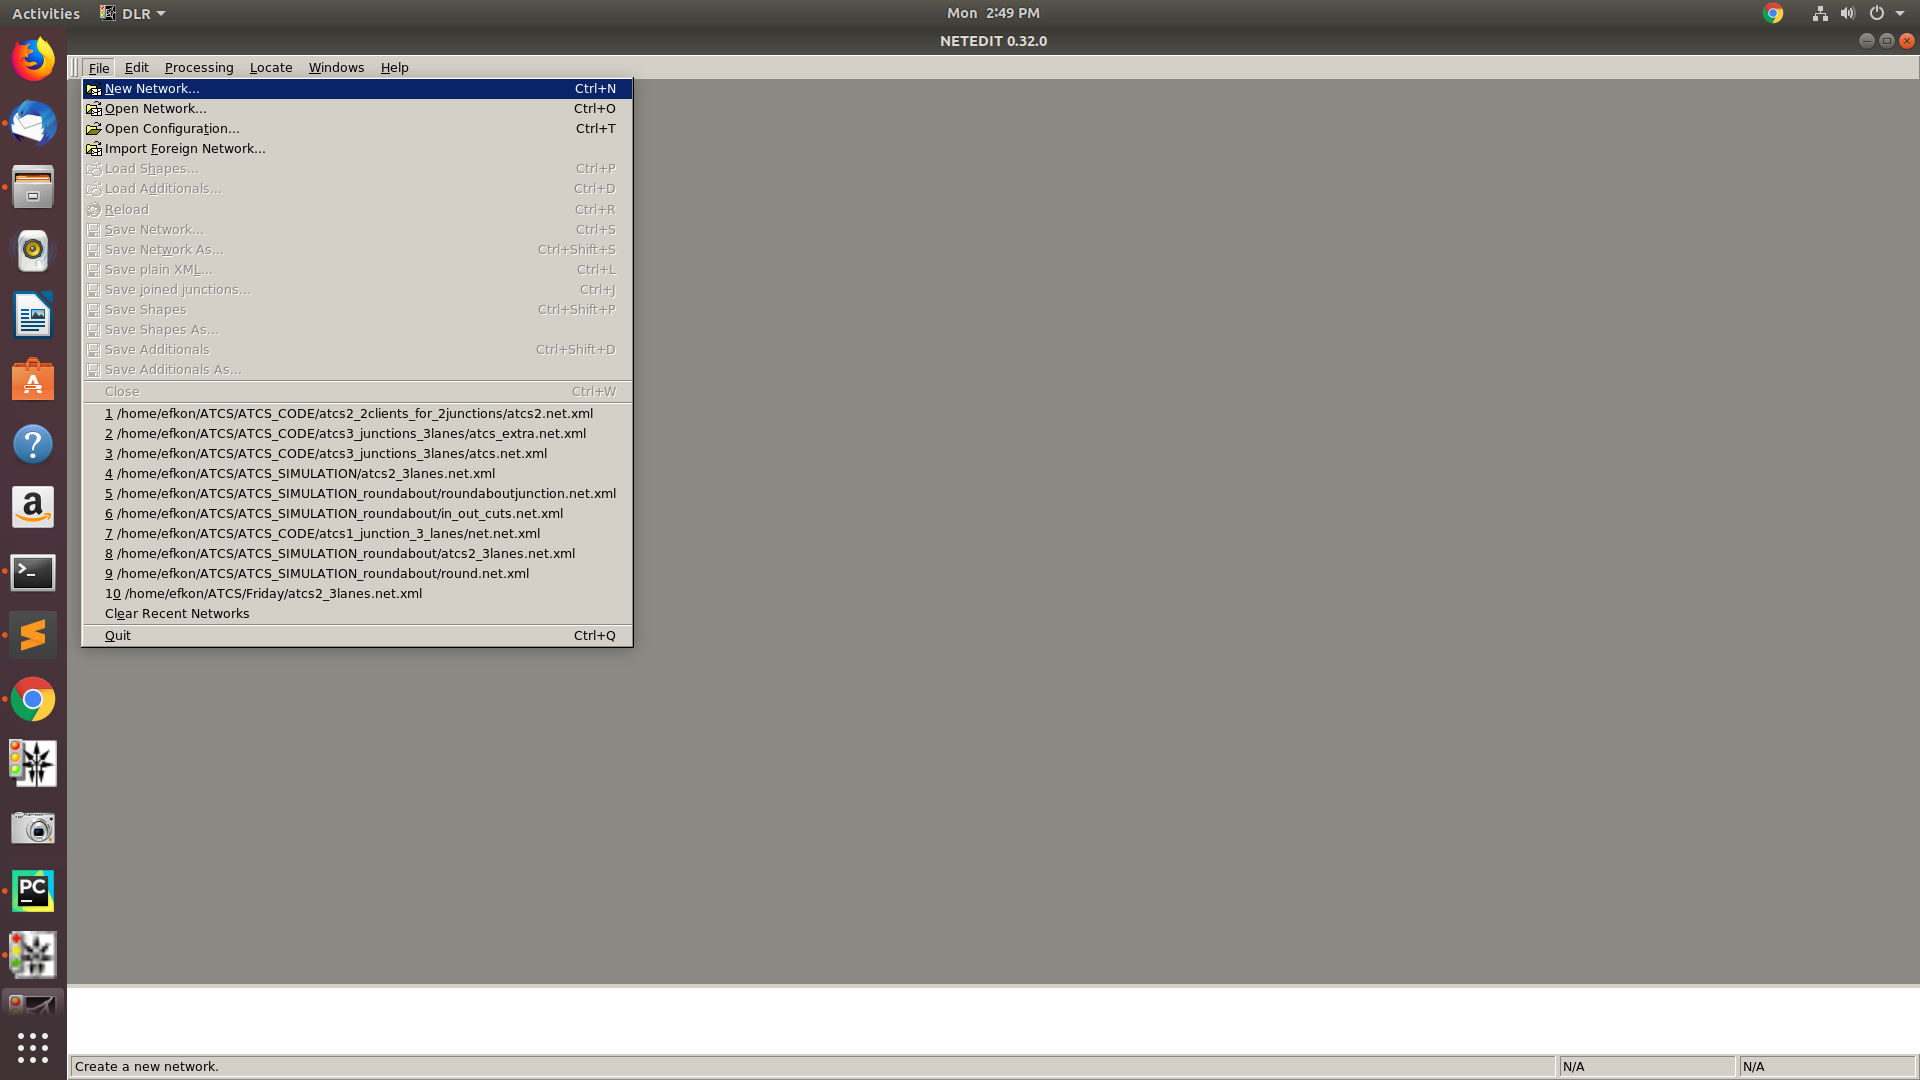 Activities DLR Mon 2:49 PM
NETEDIT 0.32.0
File Edit Processing Locate Windows Help
New Network... Ctrl+N
Open Network... Ctrl+O
Open Configuration... Ctrl+T
Import Foreign Network...
Load Shapes... Ctrl+P
Load Additionals... Ctrl+D
Reload Ctrl+R
Save Network... Ctrl+S
Save Network As... Ctrl+Shift+S
Save plain XML... Ctrl+L
Save joined junctions... Ctrl+J
Save Shapes Ctrl+Shift+P
Save Shapes As...
Save Additionals Ctrl+Shift+D
Save Additionals As...
Close Ctrl+W
1 /home/efkon/ATCS/ATCS_CODE/atcs2_2clients_for_2junctions/atcs2.net.xml
2 /home/efkon/ATCS/ATCS_CODE/atcs3_junctions_3lanes/atcs_extra.net.xml
3 /home/efkon/ATCS/ATCS_CODE/atcs3_junctions_3lanes/atcs.net.xml
4 /home/efkon/ATCS/ATCS_SIMULATION/atcs2_3lanes.net.xml
5 /home/efkon/ATCS/ATCS_SIMULATION_roundabout/roundaboutjunction.net.xml
6 /home/efkon/ATCS/ATCS_SIMULATION_roundabout/in_out_cuts.net.xml
7 /home/efkon/ATCS/ATCS_CODE/atcs1_junction_3_lanes/net.net.xml
8 /home/efkon/ATCS/ATCS_SIMULATION_roundabout/atcs2_3lanes.net.xml
9 /home/efkon/ATCS/ATCS_SIMULATION_roundabout/round.net.xml
10 /home/efkon/ATCS/Friday/atcs2_3lanes.net.xml
Clear Recent Networks
Quit Ctrl+Q
PC
Create a new network. N/A N/A